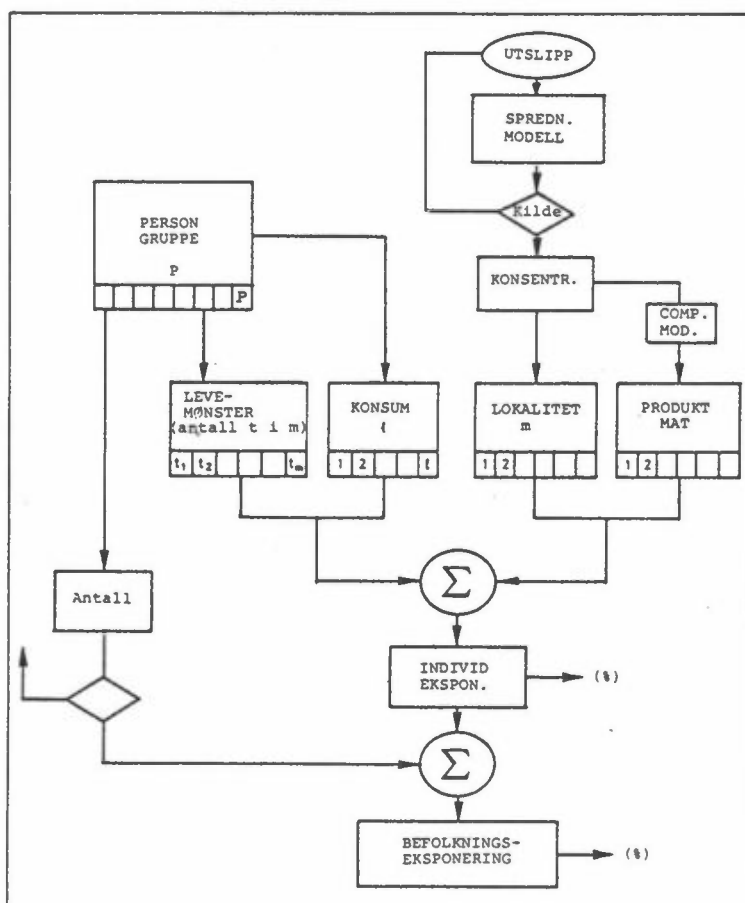 UTSLIPP
SPREDN.
MODELL
Kilde
PERSON
GRUPPE
P
P
KONSENTR.
COMP.
MOD.
LEVE-
MØNSTER
(antall t i m)
t₁ t₂ tₘ
KONSUM
ℓ
1 2 ℓ
LOKALITET
m
1 2
PRODUKT
MAT
1 2
Σ
Antall
INDIVID
EKSPON.
(%)
Σ
BEFOLKNINGS-
EKSPONERING
(%)